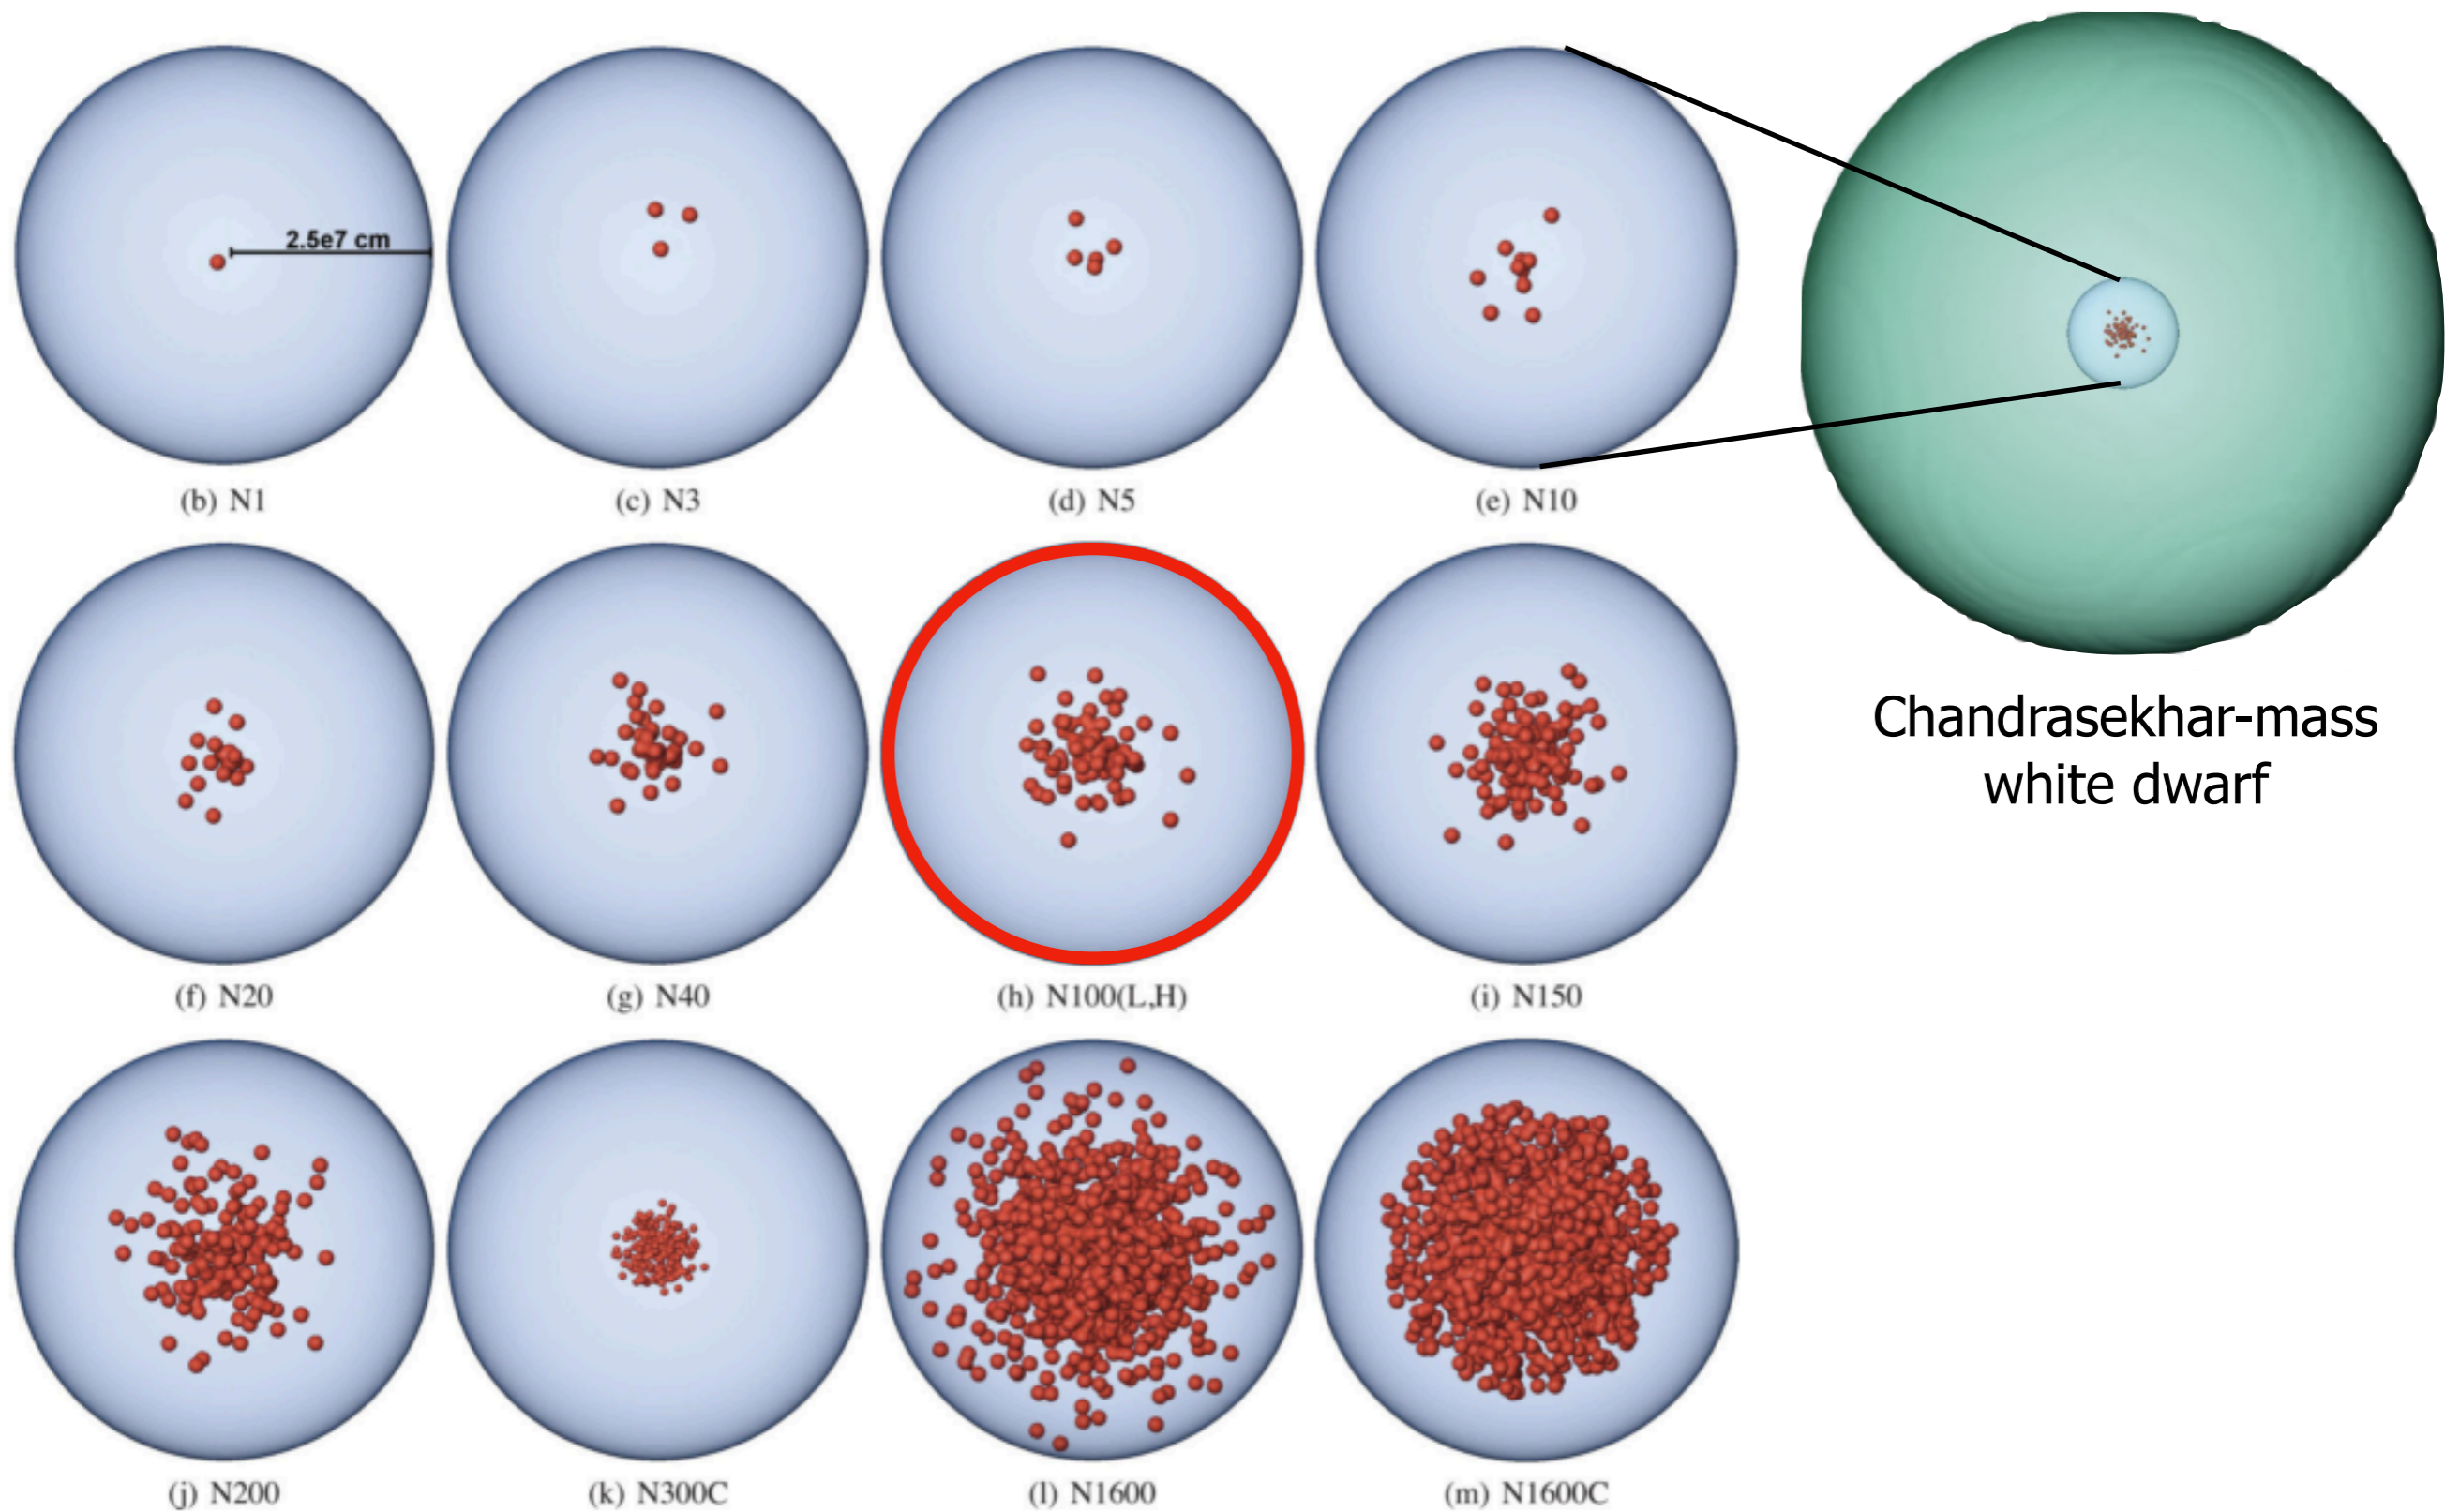 2.5e7 cm
(b) N1
(c) N3
(d) N5
(e) N10
Chandrasekhar-mass
white dwarf
(f) N20
(g) N40
(h) N100(L,H)
(i) N150
(j) N200
(k) N300C
(l) N1600
(m) N1600C